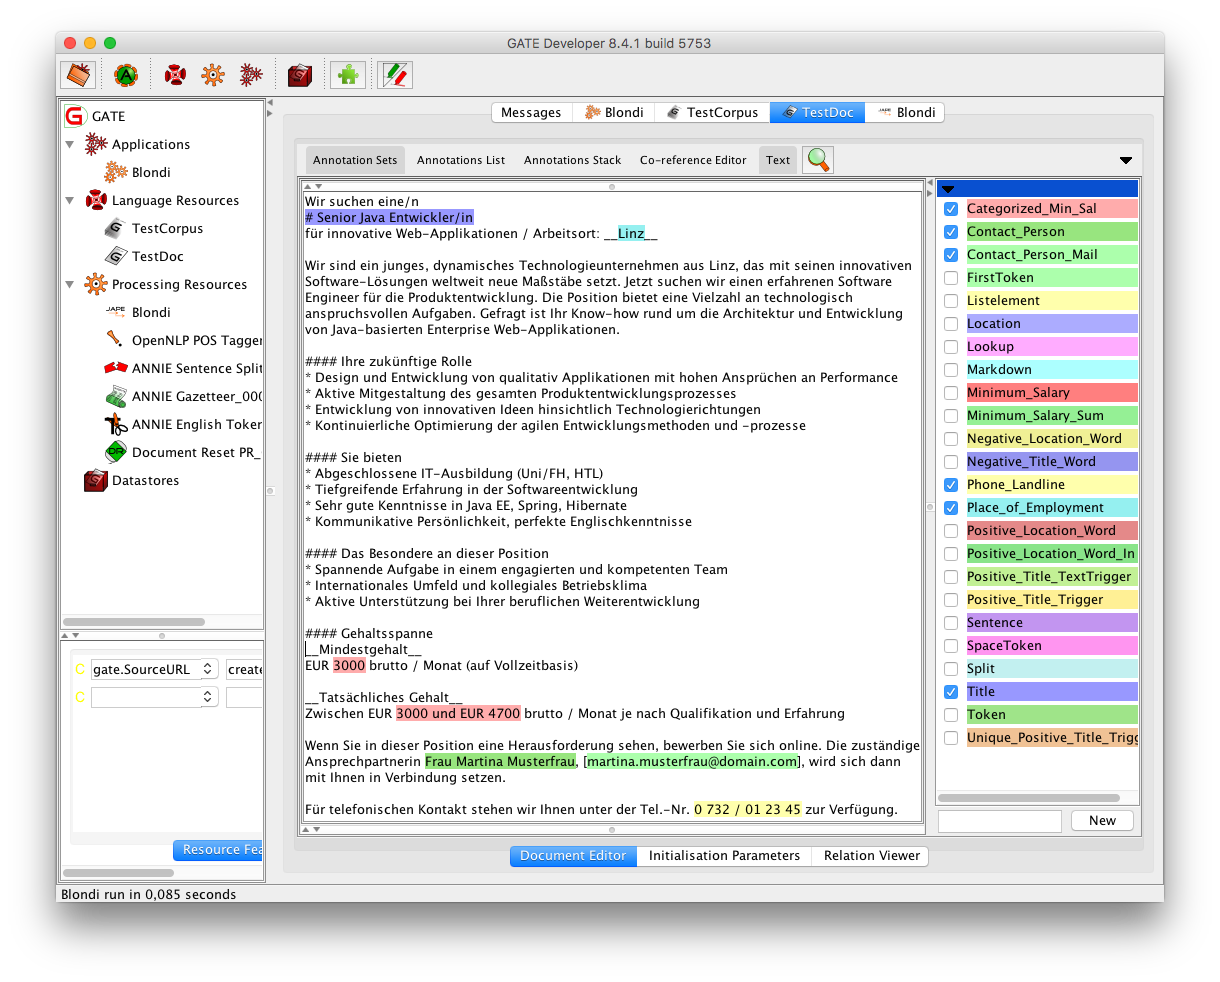 GATE Developer 8.4.1 build 5753
GATE
Applications
Blondi
Language Resources
TestCorpus
TestDoc
Processing Resources
Blondi
OpenNLP POS Tagger
ANNIE Sentence Split
ANNIE Gazetteer_00
ANNIE English Token
Document Reset PR_
Datastores
C gate.SourceURL create
C
Resource Fea
Messages Blondi TestCorpus TestDoc Blondi
Annotation Sets Annotations List Annotations Stack Co-reference Editor Text
Wir suchen eine/n
# Senior Java Entwickler/in
für innovative Web-Applikationen / Arbeitsort: __Linz__
Wir sind ein junges, dynamisches Technologieunternehmen aus Linz, das mit seinen innovativen
Software-Lösungen weltweit neue Maßstäbe setzt. Jetzt suchen wir einen erfahrenen Software
Engineer für die Produktentwicklung. Die Position bietet eine Vielzahl an technologisch
anspruchsvollen Aufgaben. Gefragt ist Ihr Know-how rund um die Architektur und Entwicklung
von Java-basierten Enterprise Web-Applikationen.
#### Ihre zukünftige Rolle
* Design und Entwicklung von qualitativ Applikationen mit hohen Ansprüchen an Performance
* Aktive Mitgestaltung des gesamten Produktentwicklungsprozesses
* Entwicklung von innovativen Ideen hinsichtlich Technologierichtungen
* Kontinuierliche Optimierung der agilen Entwicklungsmethoden und -prozesse
#### Sie bieten
* Abgeschlossene IT-Ausbildung (Uni/FH, HTL)
* Tiefgreifende Erfahrung in der Softwareentwicklung
* Sehr gute Kenntnisse in Java EE, Spring, Hibernate
* Kommunikative Persönlichkeit, perfekte Englischkenntnisse
#### Das Besondere an dieser Position
* Spannende Aufgabe in einem engagierten und kompetenten Team
* Internationales Umfeld und kollegiales Betriebsklima
* Aktive Unterstützung bei Ihrer beruflichen Weiterentwicklung
#### Gehaltsspanne
__Mindestgehalt__
EUR 3000 brutto / Monat (auf Vollzeitbasis)
__Tatsächliches Gehalt__
Zwischen EUR 3000 und EUR 4700 brutto / Monat je nach Qualifikation und Erfahrung
Wenn Sie in dieser Position eine Herausforderung sehen, bewerben Sie sich online. Die zuständige
Ansprechpartnerin Frau Martina Musterfrau, [martina.musterfrau@domain.com], wird sich dann
mit Ihnen in Verbindung setzen.
Für telefonischen Kontakt stehen wir Ihnen unter der Tel.-Nr. 0 732 / 01 23 45 zur Verfügung.
Categorized_Min_Sal
Contact_Person
Contact_Person_Mail
FirstToken
Listelement
Location
Lookup
Markdown
Minimum_Salary
Minimum_Salary_Sum
Negative_Location_Word
Negative_Title_Word
Phone_Landline
Place_of_Employment
Positive_Location_Word
Positive_Location_Word_In
Positive_Title_TextTrigger
Positive_Title_Trigger
Sentence
SpaceToken
Split
Title
Token
Unique_Positive_Title_Trigg
New
Document Editor Initialisation Parameters Relation Viewer
Blondi run in 0,085 seconds